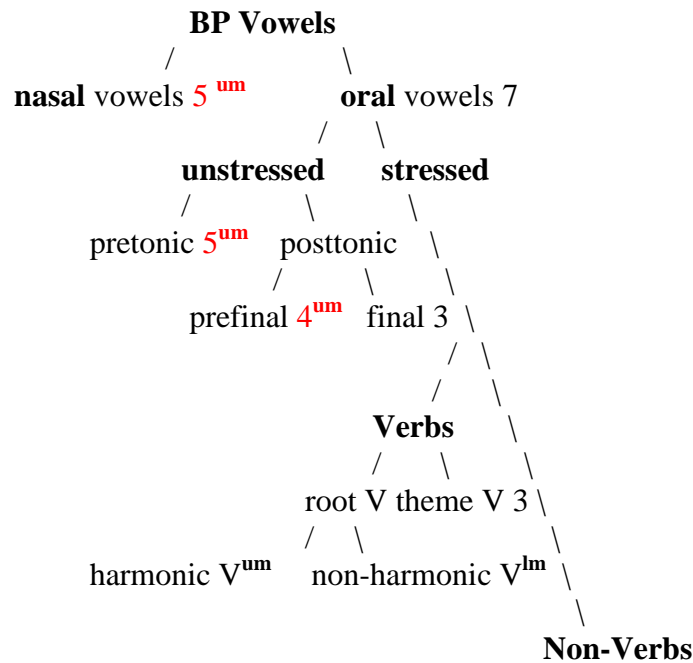 BP Vowels
nasal vowels 5 um oral vowels 7
unstressed stressed
pretonic 5um posttonic
prefinal 4um final 3
Verbs
root V theme V 3
harmonic Vum non-harmonic Vlm
Non-Verbs